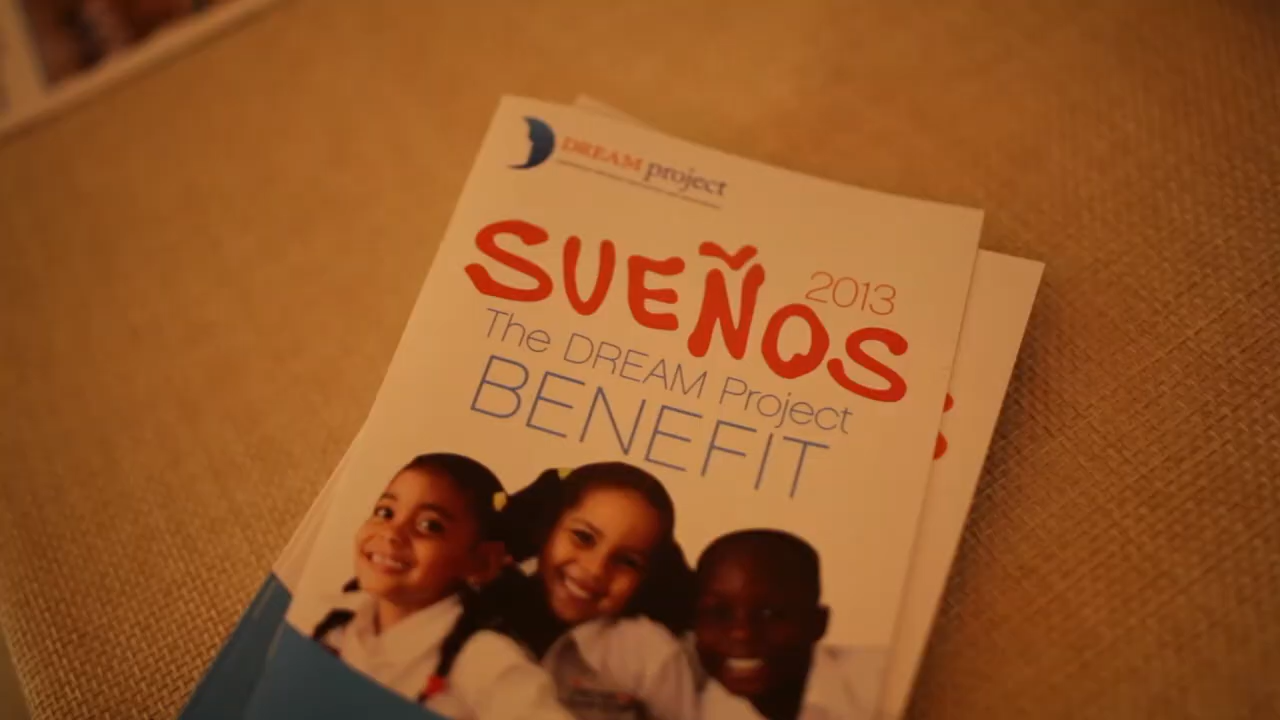 DREAM project
SUEÑOS
2013
The DREAM Project
BENEFIT